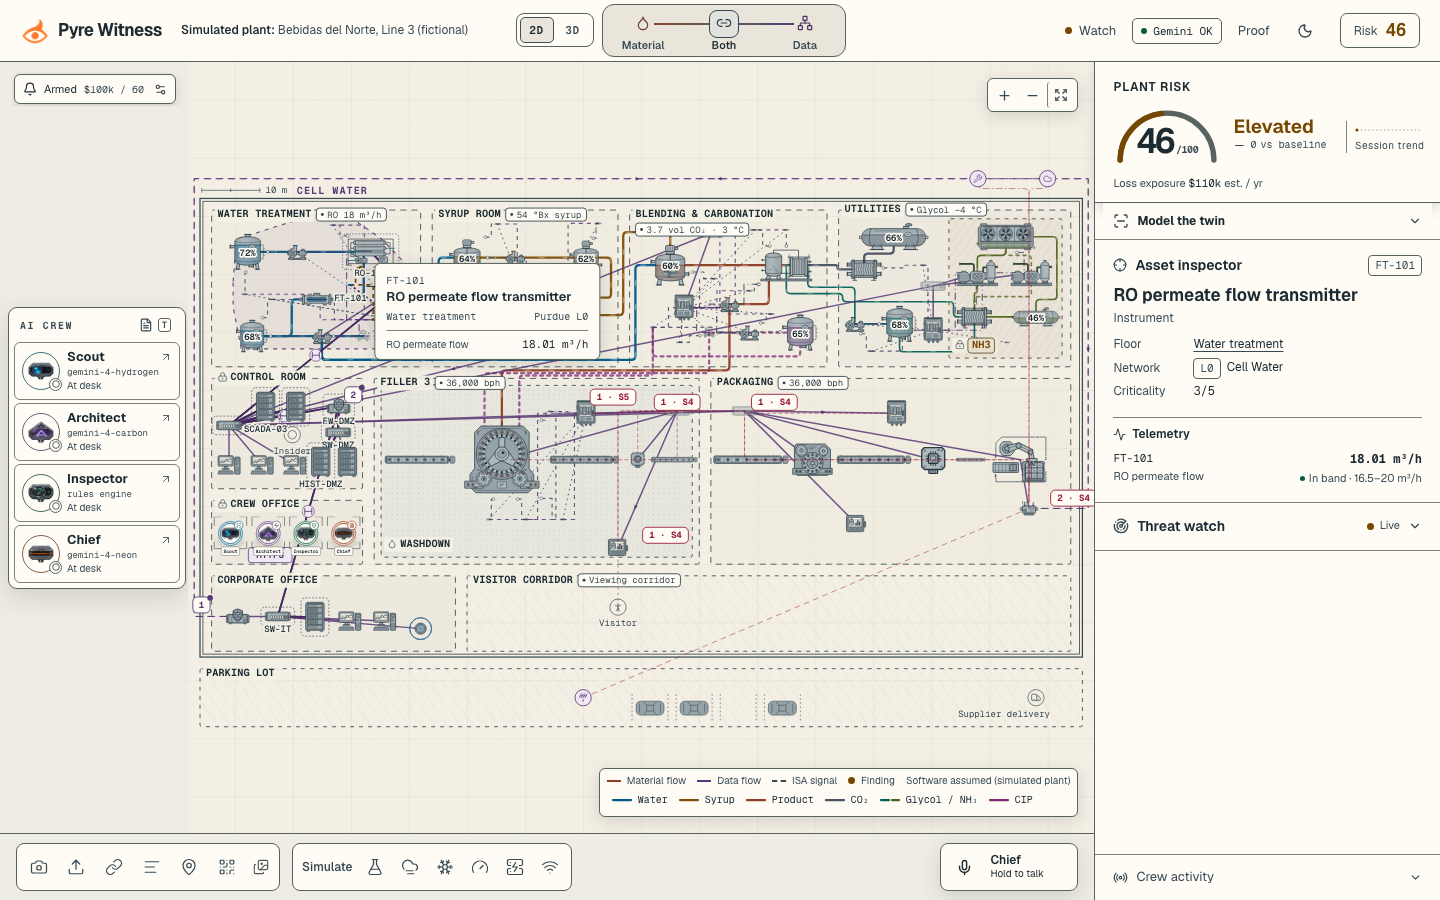 Pyre Witness
Simulated plant: Bebidas del Norte, Line 3 (fictional)
2D 3D
Material Both Data
Watch
Gemini OK
Proof
Risk 46
Armed $100k / 60
10 m CELL WATER
WATER TREATMENT
RO 18 m³/h
SYRUP ROOM
54 °Bx syrup
BLENDING & CARBONATION
3.7 vol CO₂ · 3 °C
UTILITIES
Glycol -4 °C
72%
64%
62%
60%
66%
RO-1
FT-101
68%
65%
68%
46%
NH3
FT-101
RO permeate flow transmitter
Water treatment Purdue L0
RO permeate flow 18.01 m³/h
AI CREW
T
Scout
gemini-4-hydrogen
At desk
Architect
gemini-4-carbon
At desk
Inspector
rules engine
At desk
Chief
gemini-4-neon
At desk
CONTROL ROOM
2
SCADA-03
FW-DMZ
SW-DMZ
Insider
HIST-DMZ
FILLER 3
36,000 bph
1 · S5
1 · S4
WASHDOWN
1 · S4
PACKAGING
36,000 bph
1 · S4
2 · S4
CREW OFFICE
Scout Architect Inspector Chief
CORPORATE OFFICE
1
SW-IT
VISITOR CORRIDOR
Viewing corridor
Visitor
PARKING LOT
Supplier delivery
Material flow Data flow ISA signal Finding Software assumed (simulated plant)
Water Syrup Product CO₂ Glycol / NH₃ CIP
Simulate
Chief
Hold to talk
PLANT RISK
46 /100
Elevated
— 0 vs baseline
Session trend
Loss exposure $110k est. / yr
Model the twin
Asset inspector
FT-101
RO permeate flow transmitter
Instrument
Floor Water treatment
Network L0 Cell Water
Criticality 3/5
Telemetry
FT-101 18.01 m³/h
RO permeate flow In band · 16.5–20 m³/h
Threat watch
Live
Crew activity